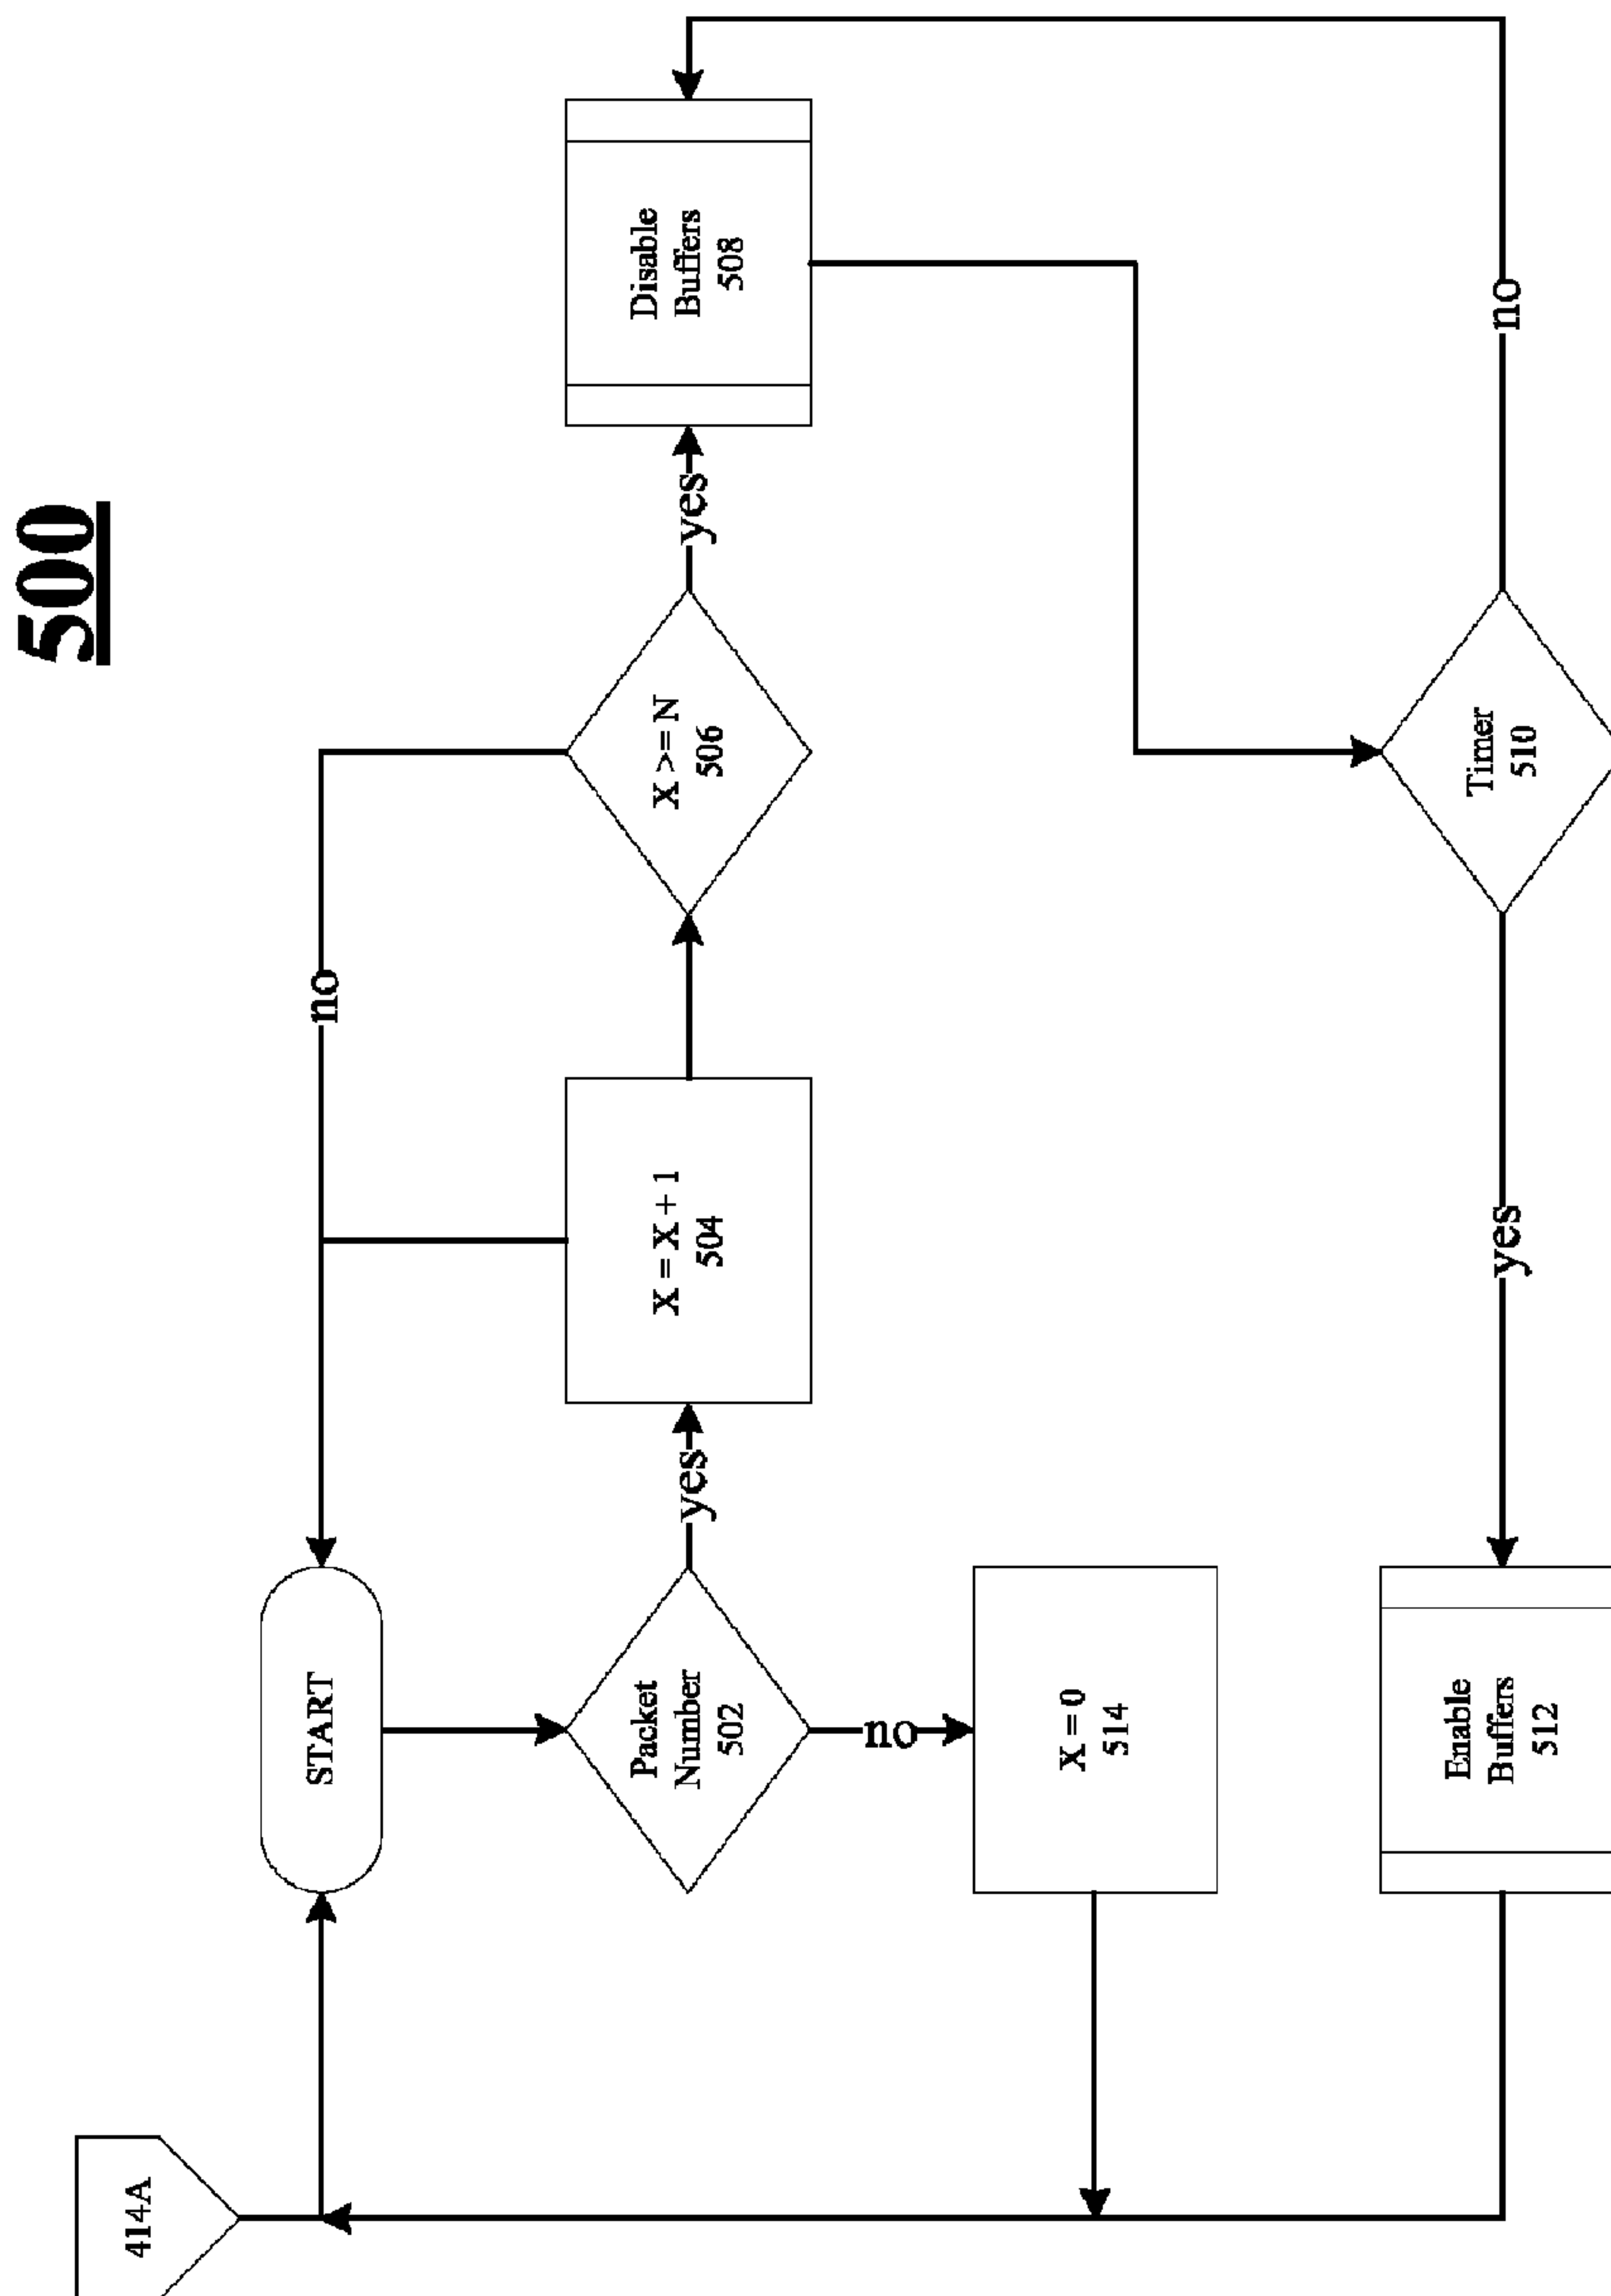 500
414A
START
Packet
Number
502
yes
no
X = X + 1
504
no
X >= N
506
yes
Disable
Buffers
508
X = 0
514
Enable
Buffers
512
yes
Timer
510
no